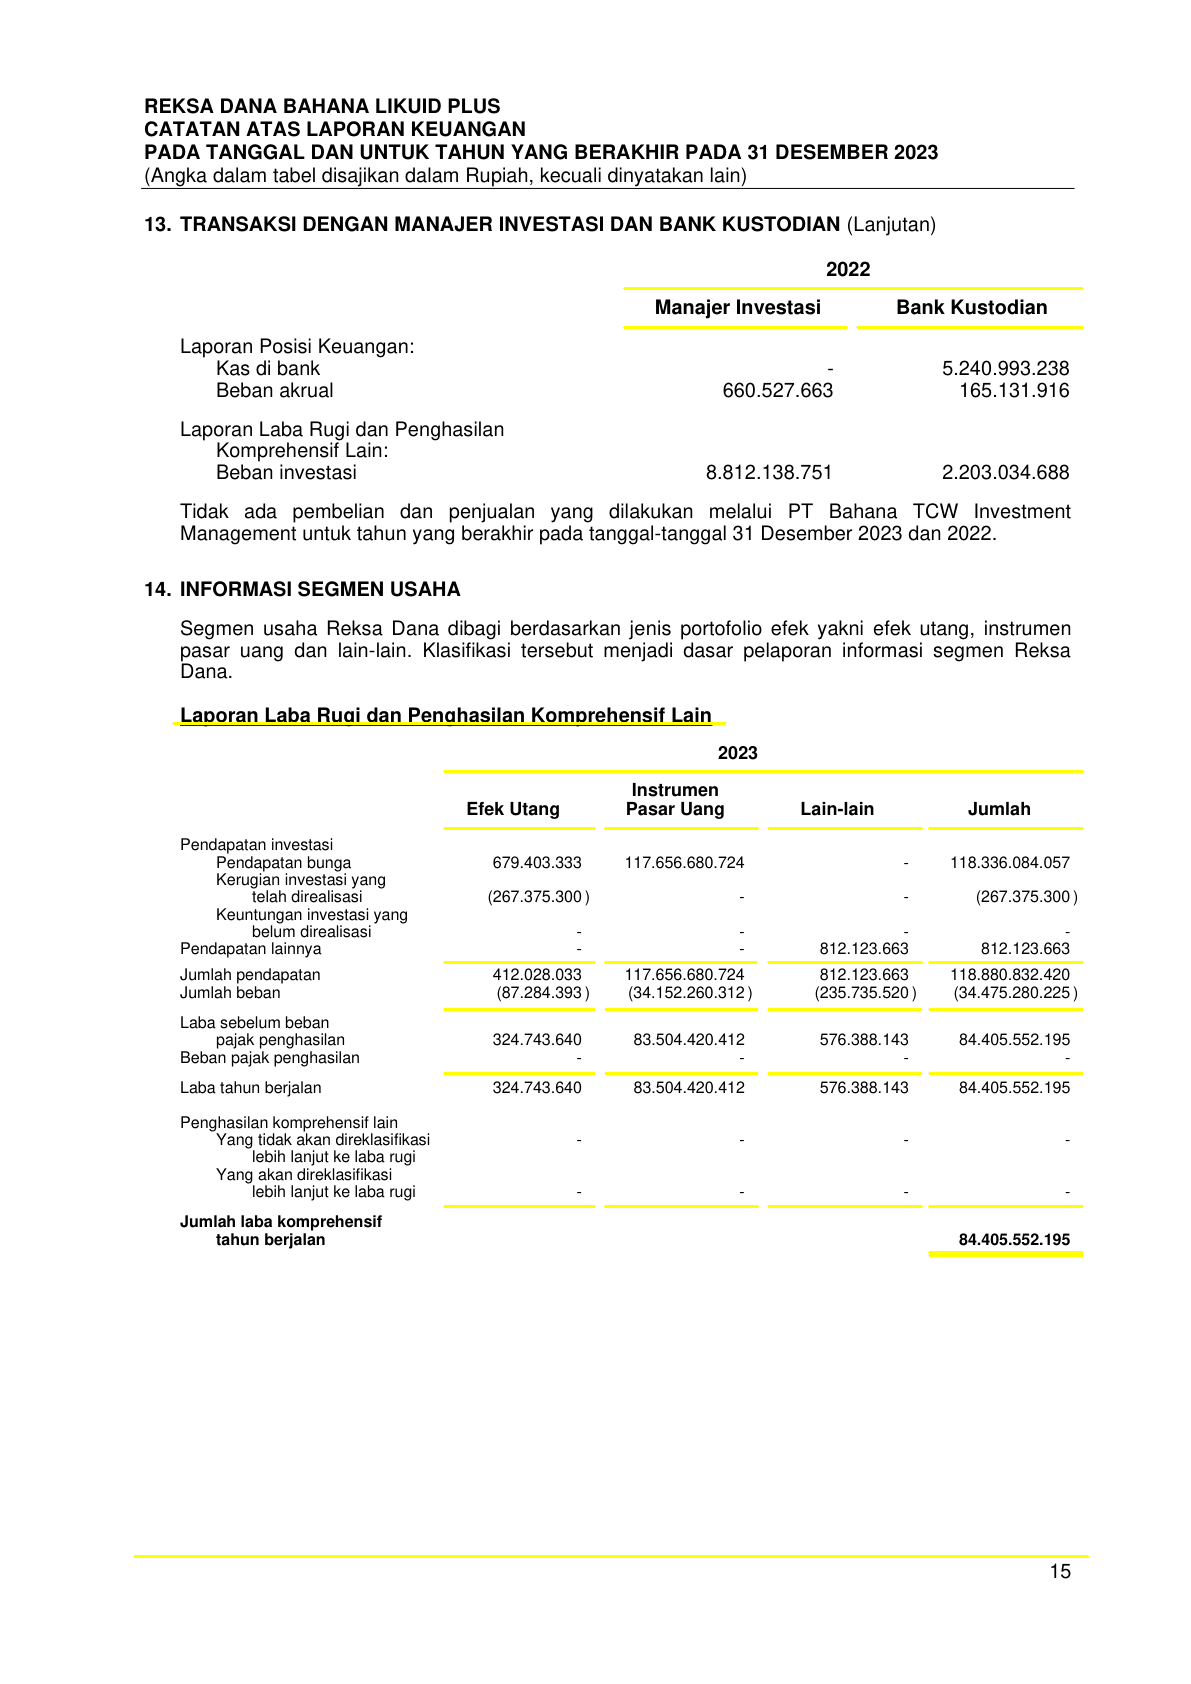 REKSA DANA BAHANA LIKUID PLUS
CATATAN ATAS LAPORAN KEUANGAN
PADA TANGGAL DAN UNTUK TAHUN YANG BERAKHIR PADA 31 DESEMBER 2023
(Angka dalam tabel disajikan dalam Rupiah, kecuali dinyatakan lain)
13. TRANSAKSI DENGAN MANAJER INVESTASI DAN BANK KUSTODIAN (Lanjutan)
2022
Manajer Investasi Bank Kustodian
Laporan Posisi Keuangan:
Kas di bank - 5.240.993.238
Beban akrual 660.527.663 165.131.916
Laporan Laba Rugi dan Penghasilan
Komprehensif Lain:
Beban investasi 8.812.138.751 2.203.034.688
Tidak ada pembelian dan penjualan yang dilakukan melalui PT Bahana TCW Investment
Management untuk tahun yang berakhir pada tanggal-tanggal 31 Desember 2023 dan 2022.
14. INFORMASI SEGMEN USAHA
Segmen usaha Reksa Dana dibagi berdasarkan jenis portofolio efek yakni efek utang, instrumen
pasar uang dan lain-lain. Klasifikasi tersebut menjadi dasar pelaporan informasi segmen Reksa
Dana.
Laporan Laba Rugi dan Penghasilan Komprehensif Lain
2023
Instrumen
Efek Utang Pasar Uang Lain-lain Jumlah
Pendapatan investasi
Pendapatan bunga 679.403.333 117.656.680.724 - 118.336.084.057
Kerugian investasi yang
telah direalisasi (267.375.300) - - (267.375.300)
Keuntungan investasi yang
belum direalisasi - - - -
Pendapatan lainnya - - 812.123.663 812.123.663
Jumlah pendapatan 412.028.033 117.656.680.724 812.123.663 118.880.832.420
Jumlah beban (87.284.393) (34.152.260.312) (235.735.520) (34.475.280.225)
Laba sebelum beban
pajak penghasilan 324.743.640 83.504.420.412 576.388.143 84.405.552.195
Beban pajak penghasilan - - - -
Laba tahun berjalan 324.743.640 83.504.420.412 576.388.143 84.405.552.195
Penghasilan komprehensif lain
Yang tidak akan direklasifikasi - - - -
lebih lanjut ke laba rugi
Yang akan direklasifikasi
lebih lanjut ke laba rugi - - - -
Jumlah laba komprehensif
tahun berjalan 84.405.552.195
15